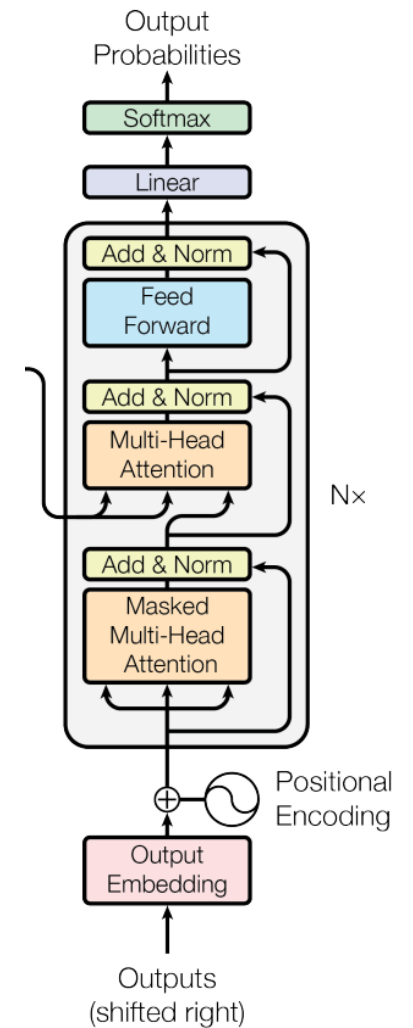 Output
Probabilities
Softmax
Linear
Add & Norm
Feed
Forward
Add & Norm
Multi-Head
Attention
N×
Add & Norm
Masked
Multi-Head
Attention
Positional
Encoding
Output
Embedding
Outputs
(shifted right)